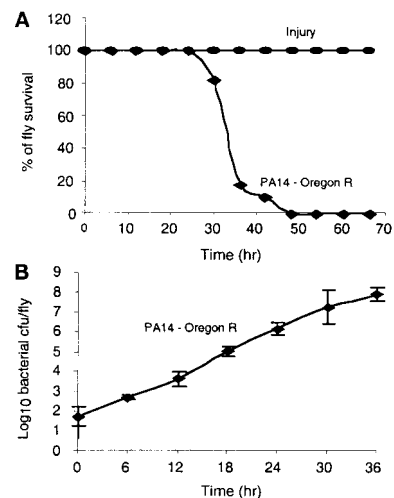 A
120
100
80
60
40
20
0
% of fly survival
Injury
PA14 - Oregon R
0 10 20 30 40 50 60 70
Time (hr)
B
9
8
7
6
5
4
3
2
1
0
Log10 bacterial cfu/fly
PA14 - Oregon R
0 6 12 18 24 30 36
Time (hr)